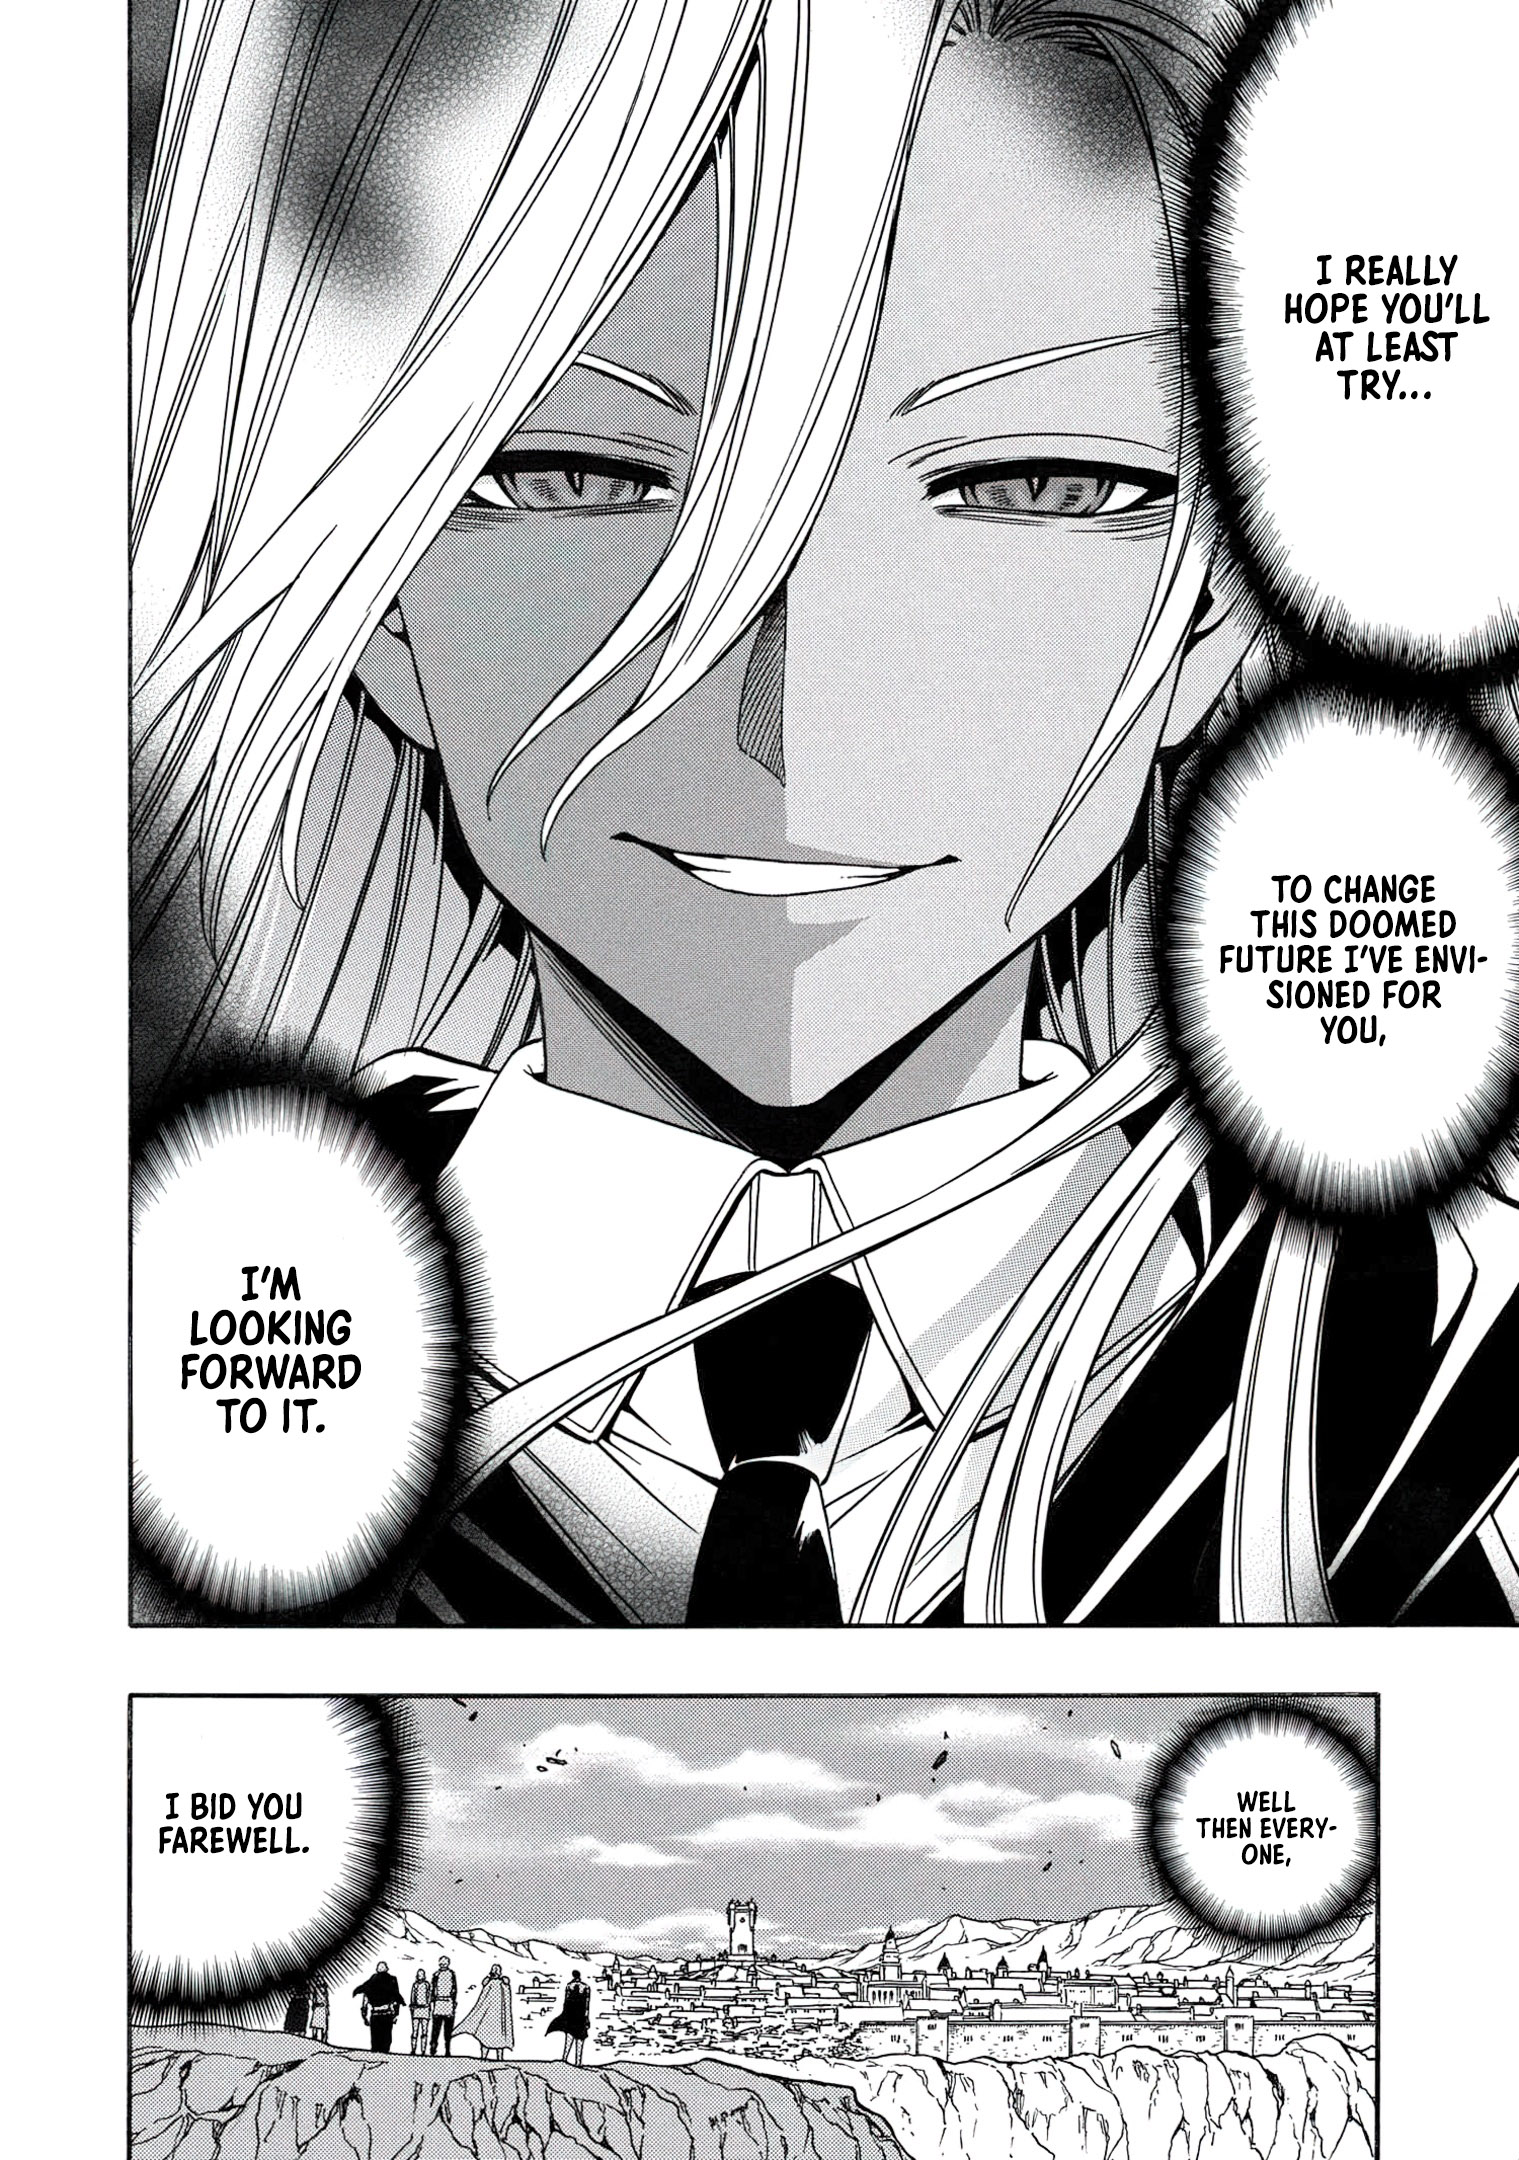 I REALLY
HOPE YOU'LL
AT LEAST
TRY...
TO CHANGE
THIS DOOMED
FUTURE I'VE ENVI-
SIONED FOR
YOU,
I'M
LOOKING
FORWARD
TO IT.
WELL
THEN EVERY-
ONE,
I BID YOU
FAREWELL.